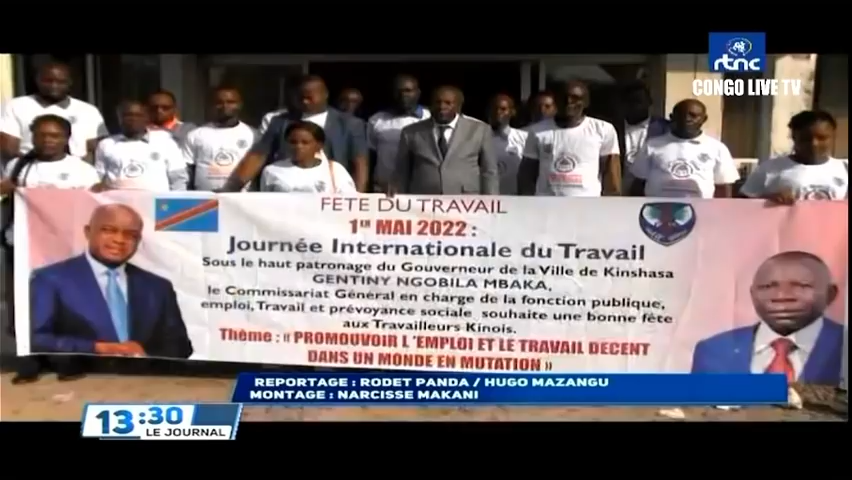 rtnc
CONGO LIVE TV
FÊTE DU TRAVAIL
1ER MAI 2022 :
Journée Internationale du Travail
Sous le haut patronage du Gouverneur de la Ville de Kinshasa
GENTINY NGOBILA MBAKA,
le Commissariat Général en charge de la fonction publique,
emploi, Travail et prévoyance sociale souhaite une bonne fête
aux Travailleurs Kinois.
Thème : « PROMOUVOIR L'EMPLOI ET LE TRAVAIL DECENT
DANS UN MONDE EN MUTATION »
REPORTAGE : RODET PANDA / HUGO MAZANGU
MONTAGE : NARCISSE MAKANI
13:30
LE JOURNAL